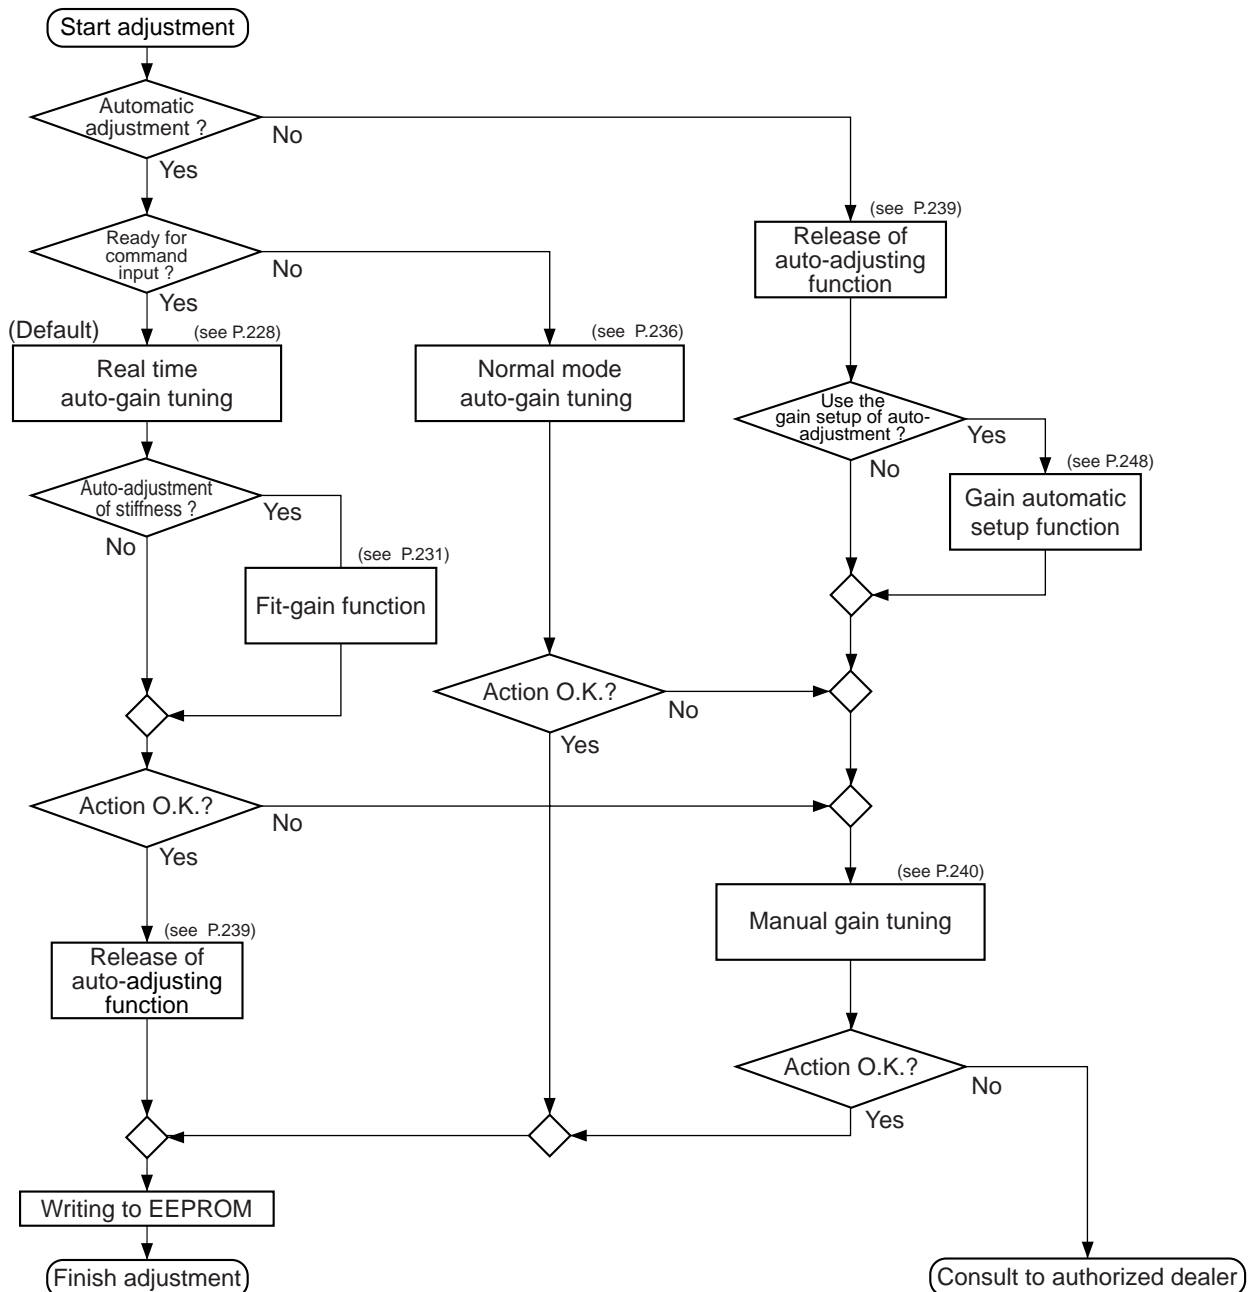 Start adjustment
Automatic
adjustment ?
No
Yes
Ready for
command
input ?
No
Yes
(see P.239)
Release of
auto-adjusting
function
(Default)
(see P.228)
Real time
auto-gain tuning
(see P.236)
Normal mode
auto-gain tuning
Use the
gain setup of auto-
adjustment ?
Yes
No
(see P.248)
Gain automatic
setup function
Auto-adjustment
of stiffness ?
Yes
No
(see P.231)
Fit-gain function
Action O.K.?
No
Yes
Action O.K.?
No
Yes
(see P.240)
Manual gain tuning
(see P.239)
Release of
auto-adjusting
function
Action O.K.?
No
Yes
Writing to EEPROM
Finish adjustment
Consult to authorized dealer